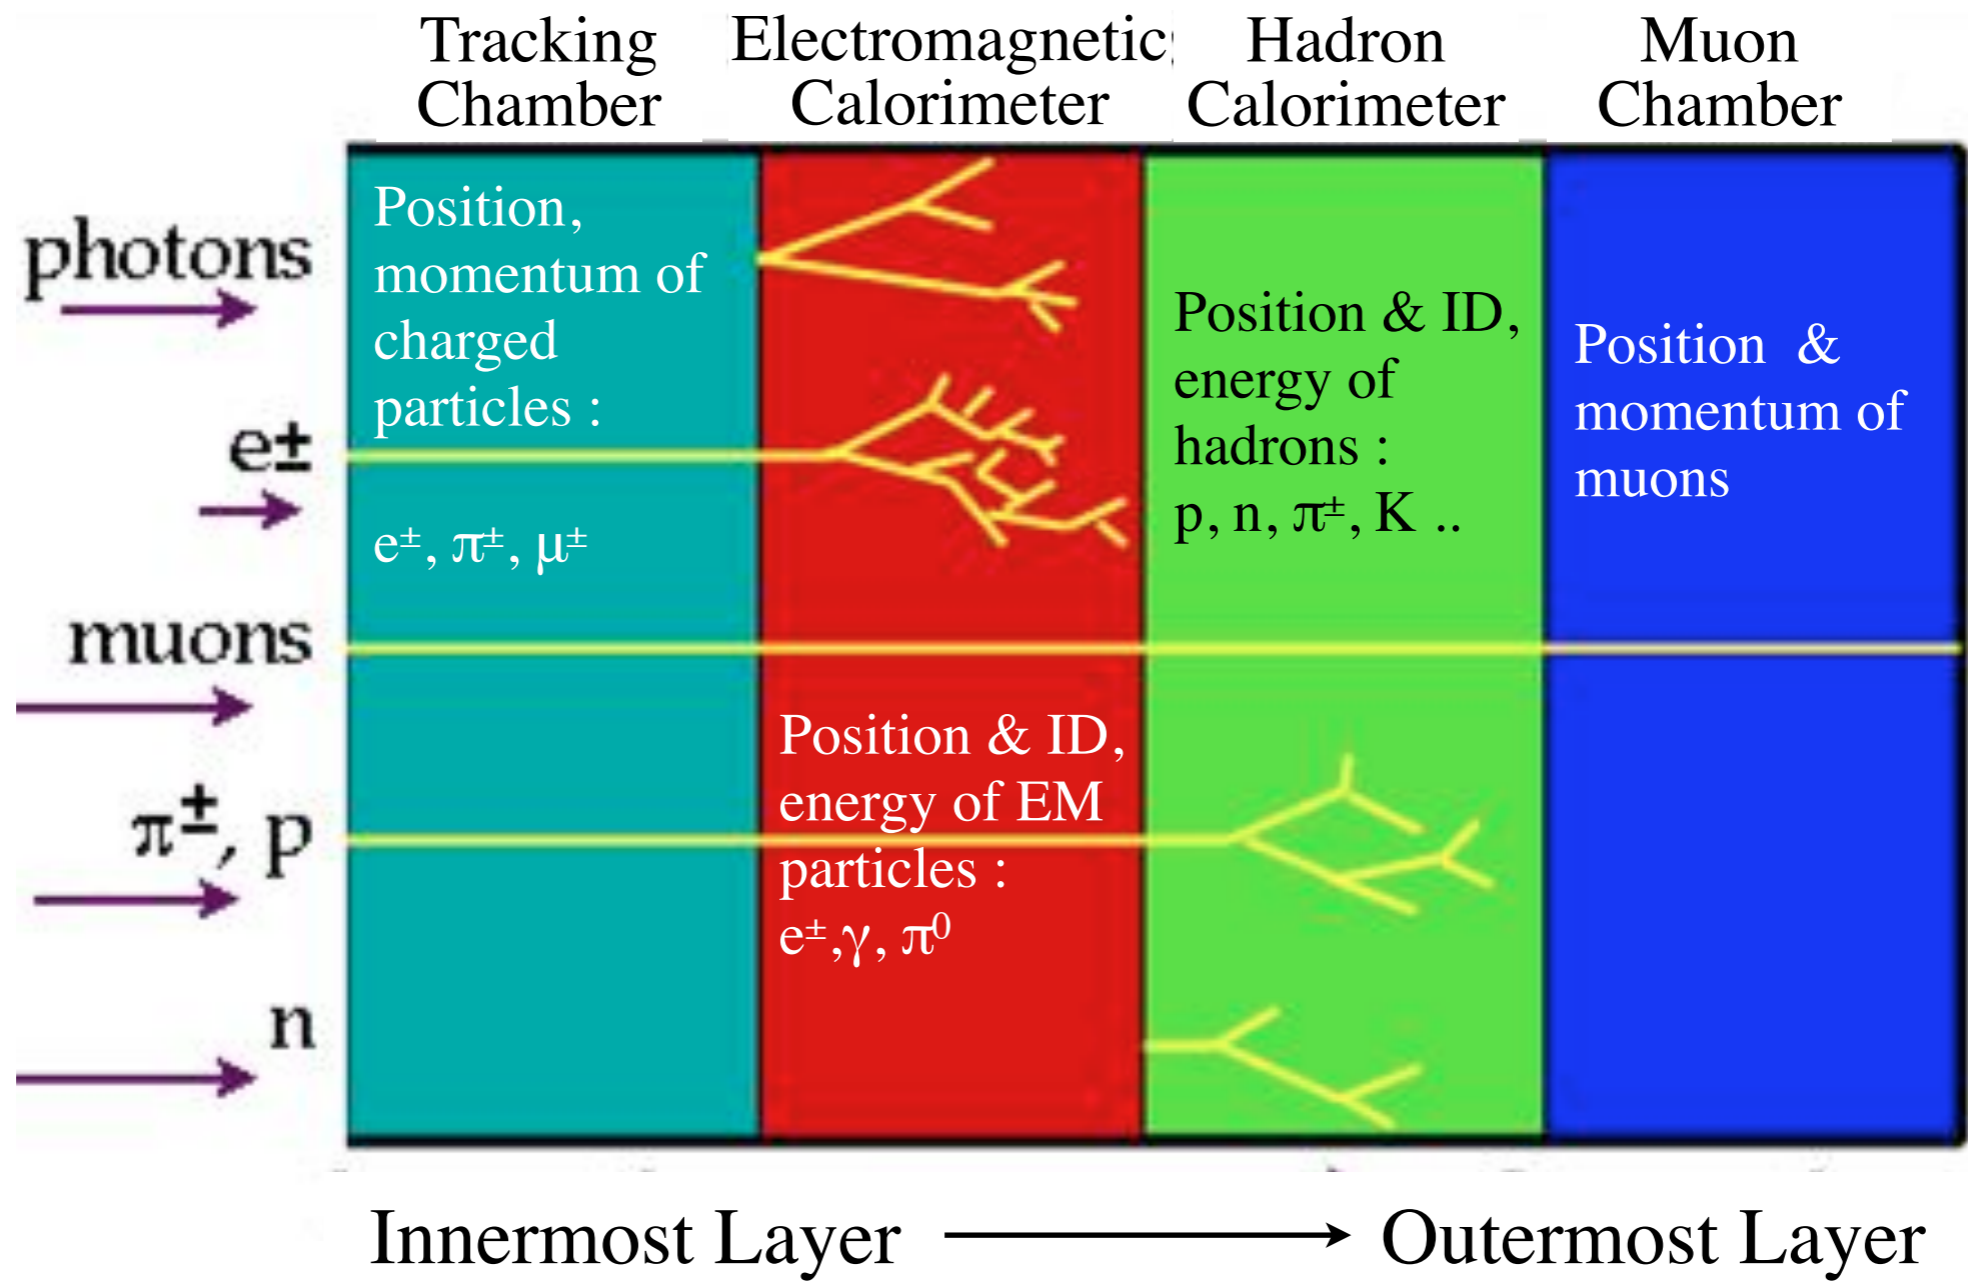 Tracking
Chamber
Electromagnetic
Calorimeter
Hadron
Calorimeter
Muon
Chamber
photons
e±
muons
π±, p
n
Position,
momentum of
charged
particles :
e±, π±, μ±
Position & ID,
energy of EM
particles :
e±,γ, π⁰
Position & ID,
energy of
hadrons :
p, n, π±, K ..
Position & 
momentum of
muons
Innermost Layer
Outermost Layer